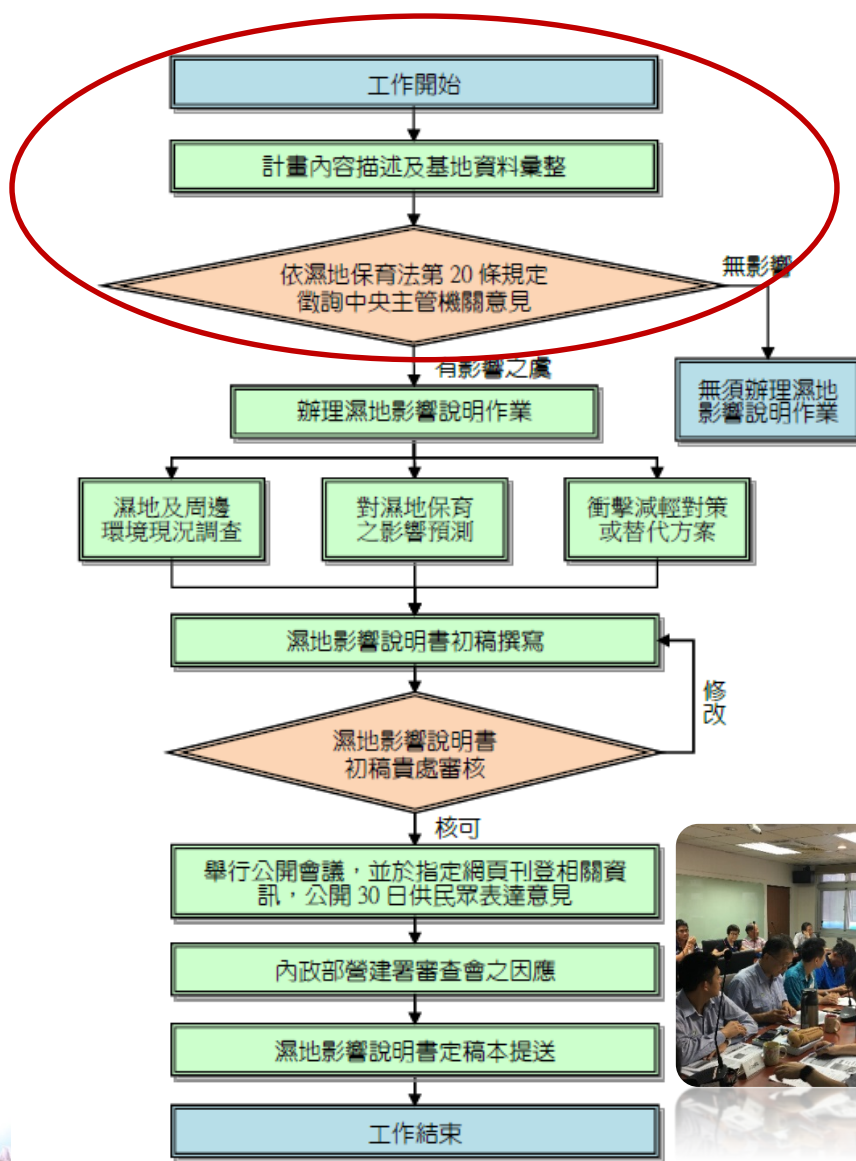 工作開始
計畫內容描述及基地資料彙整
依濕地保育法第 20 條規定
徵詢中央主管機關意見
無影響
有影響之虞
無須辦理濕地
影響說明作業
辦理濕地影響說明作業
濕地及周邊
環境現況調查
對濕地保育
之影響預測
衝擊減輕對策
或替代方案
濕地影響說明書初稿撰寫
修
改
濕地影響說明書
初稿貴處審核
核可
舉行公開會議，並於指定網頁刊登相關資
訊，公開 30 日供民眾表達意見
內政部營建署審查會之因應
濕地影響說明書定稿本提送
工作結束